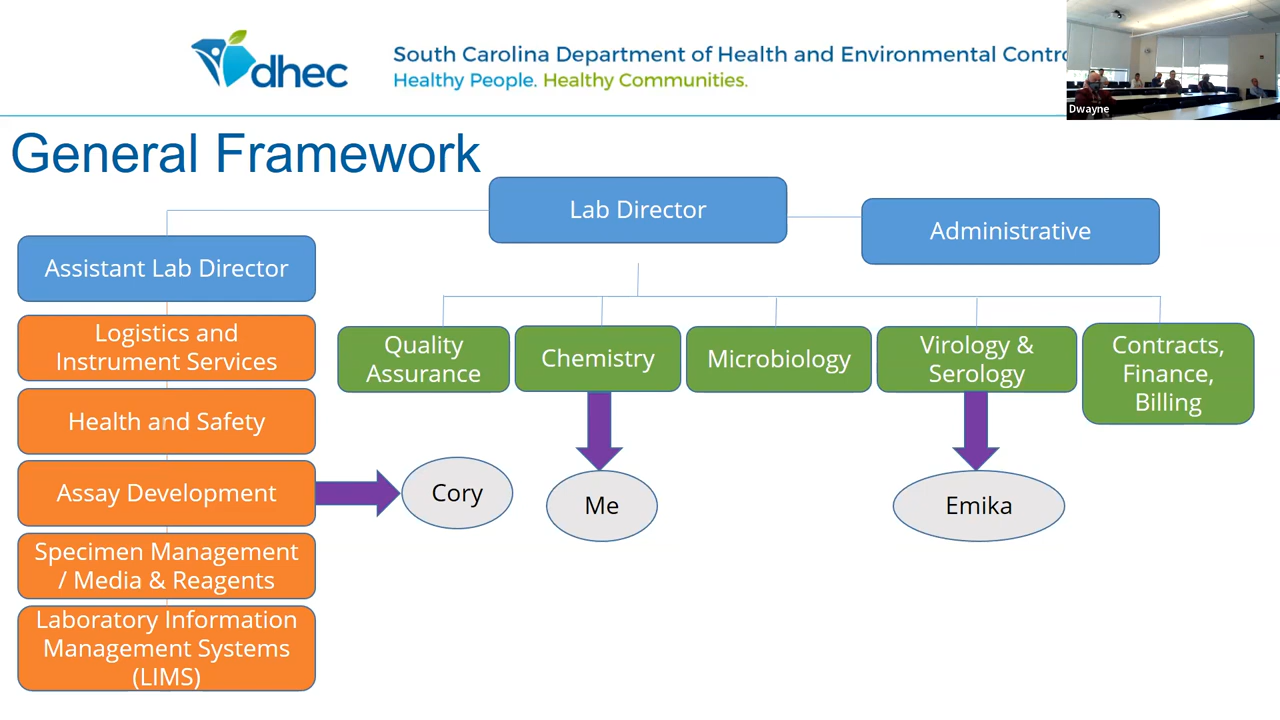 dhec
South Carolina Department of Health and Environmental Contro
Healthy People. Healthy Communities.
Dwayne
General Framework
Lab Director
Administrative
Assistant Lab Director
Logistics and
Instrument Services
Health and Safety
Assay Development
Specimen Management
/ Media & Reagents
Laboratory Information
Management Systems
(LIMS)
Quality
Assurance
Chemistry
Microbiology
Virology &
Serology
Contracts,
Finance,
Billing
Cory
Me
Emika